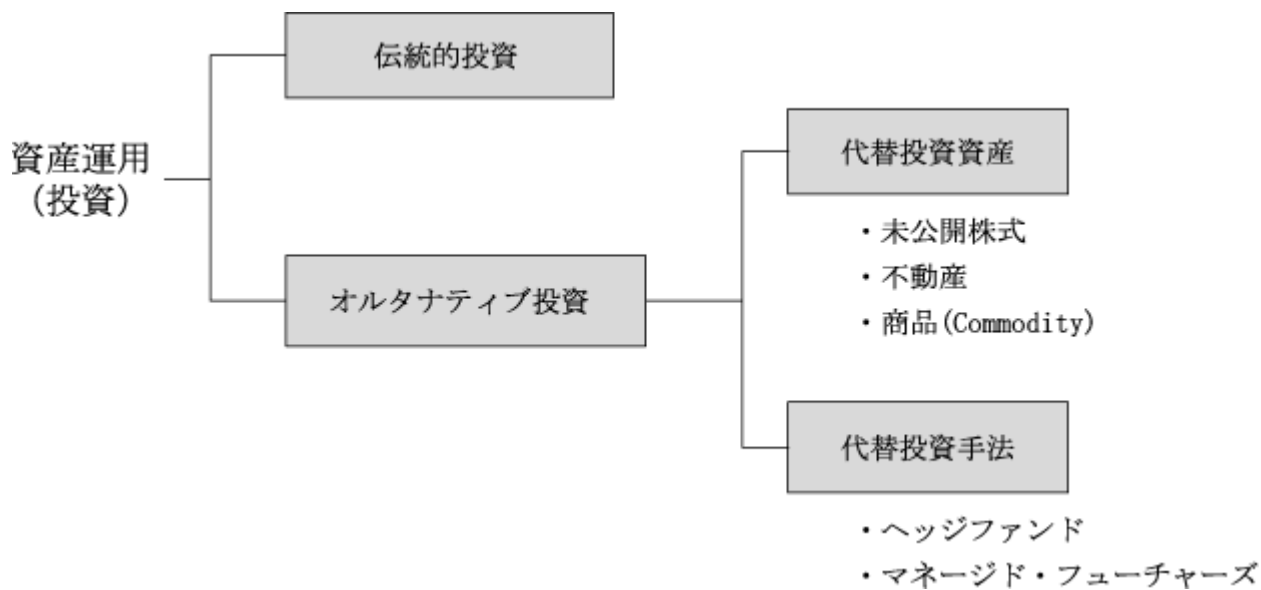 資産運用
(投資)
伝統的投資
オルタナティブ投資
代替投資資産
・未公開株式
・不動産
・商品(Commodity)
代替投資手法
・ヘッジファンド
・マネージド・フューチャーズ